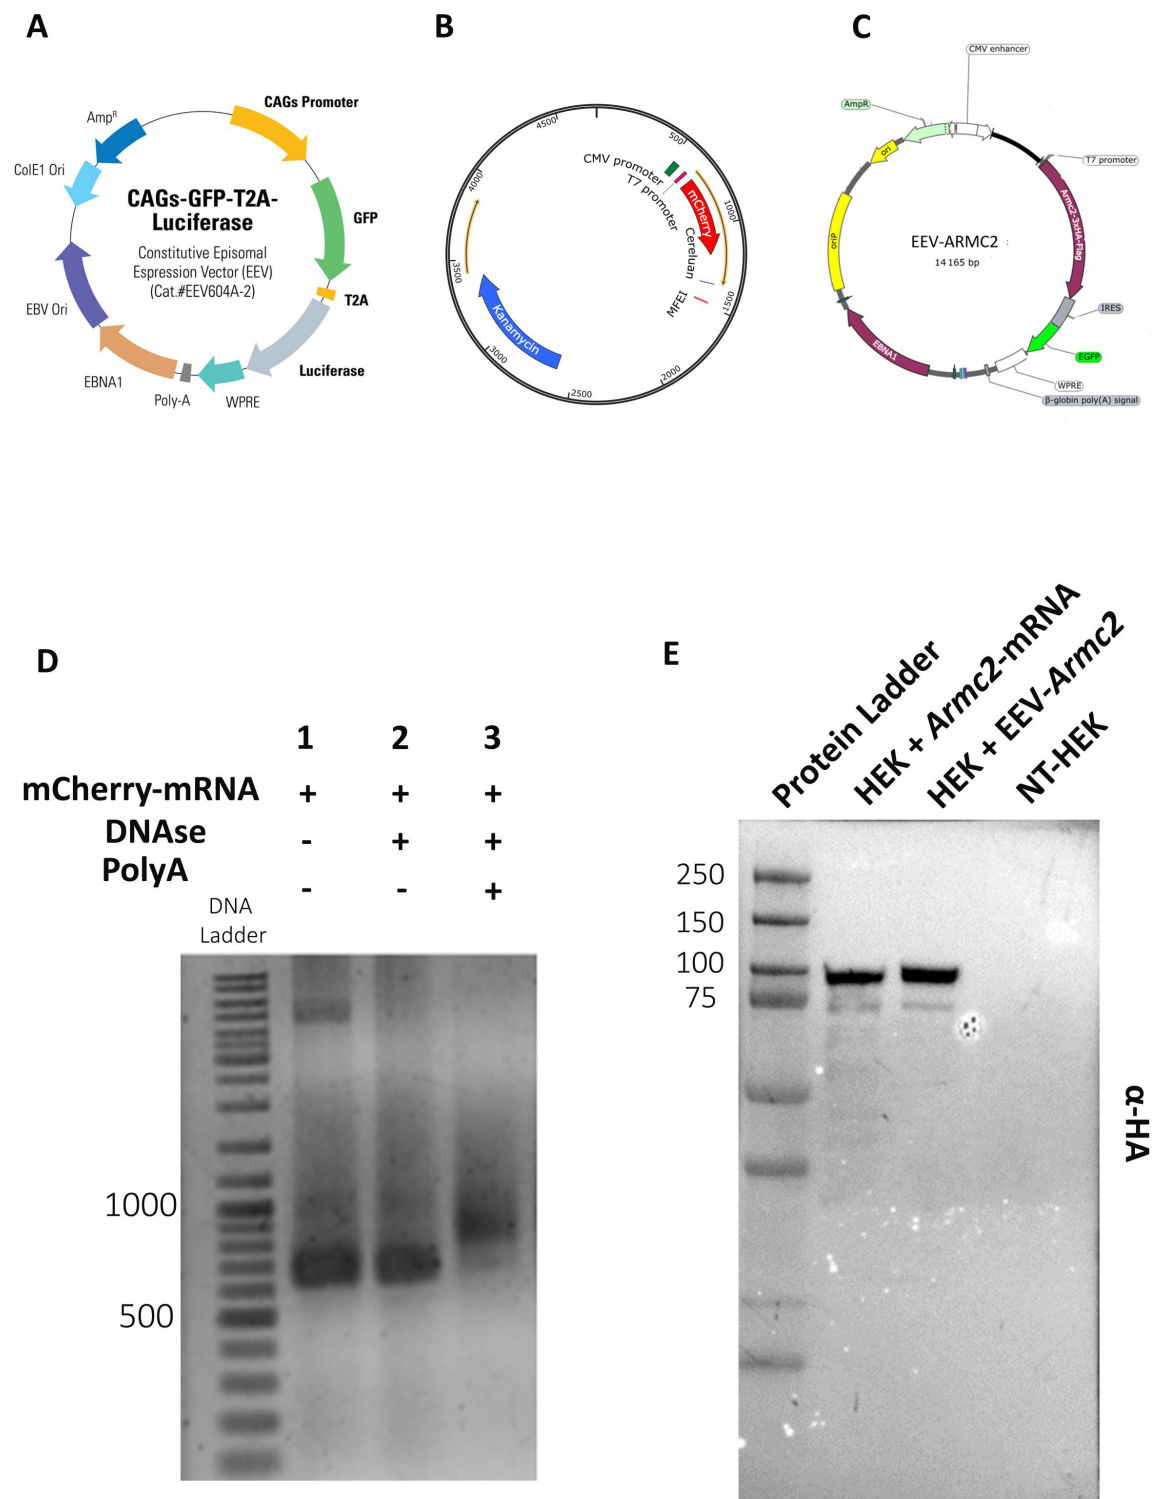 A
B
C
CAGs Promoter
Amp^R
ColE1 Ori
CAGs-GFP-T2A-
Luciferase
Constitutive Episomal
Espression Vector (EEV)
(Cat.#EEV604A-2)
GFP
T2A
EBV Ori
Luciferase
EBNA1
Poly-A
WPRE
4500
500
CMV promoter
T7 promoter
mCherry
1000
4000
Cereluan
3500
MFEI
1500
Kanamycin
3000
2000
2500
CMV enhancer
AmpR
ori
T7 promoter
Armc2-3xHA-Flag
oriP
EEV-ARMC2
14 165 bp
IRES
EBNA1
EGFP
WPRE
β-globin poly(A) signal
D
1 2 3
mCherry-mRNA + + +
DNAse - + +
PolyA - - +
DNA
Ladder
1000
500
E
Protein Ladder
HEK + Armc2-mRNA
HEK + EEV-Armc2
NT-HEK
250
150
100
75
α-HA